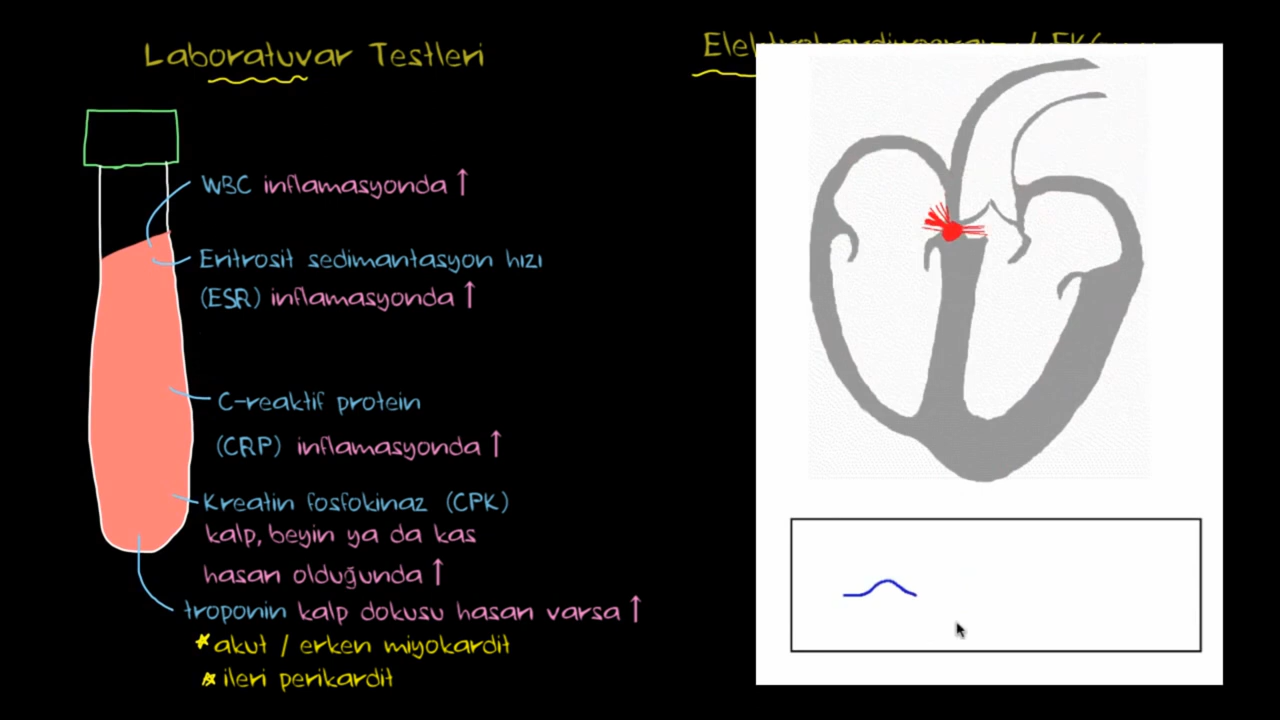 Laboratuvar Testleri
WBC inflamasyonda ↑
Eritrosit sedimantasyon hızı
(ESR) inflamasyonda ↑
C-reaktif protein
(CRP) inflamasyonda ↑
Kreatin fosfokinaz (CPK)
kalp, beyin ya da kas
hasarı olduğunda ↑
troponin kalp dokusu hasarı varsa ↑
* akut / erken miyokardit
* ileri perikardit